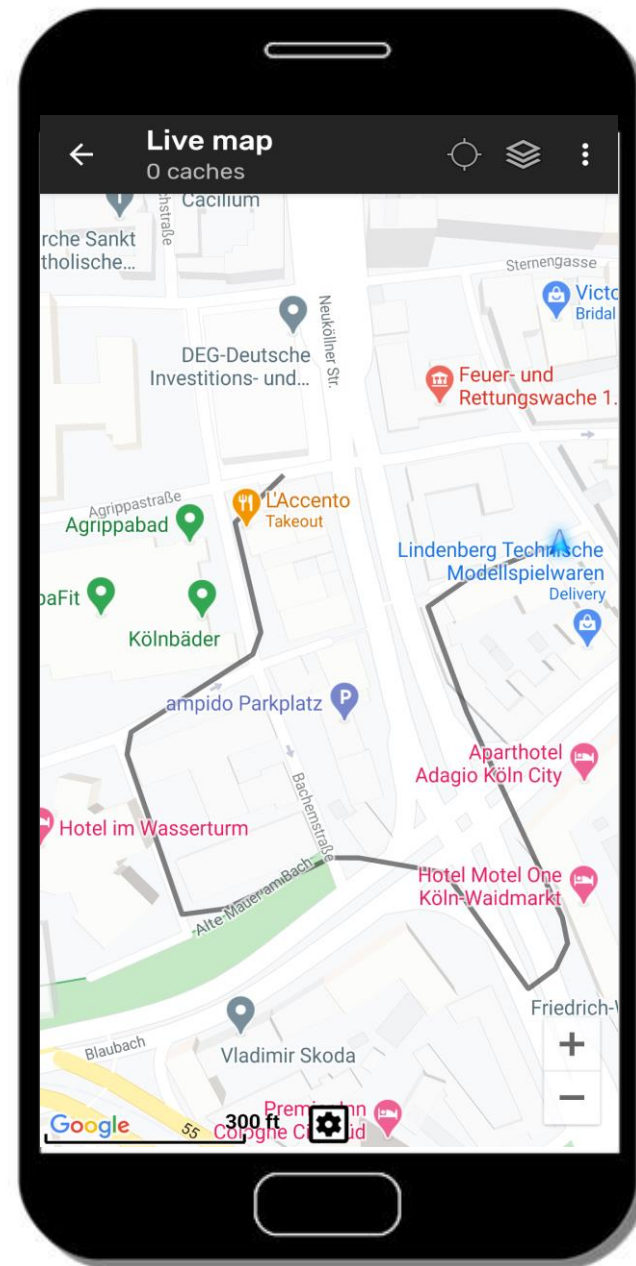 Live map
0 caches
Cäcilium
rche Sankt
tholische...
Sternengasse
Victo
Bridal
Neuköllner Str.
DEG-Deutsche
Investitions- und...
Feuer- und
Rettungswache 1.
Agrippastraße
L'Accento
Takeout
Agrippabad
Lindenberg Technische
Modellspielwaren
Delivery
paFit
Kölnbäder
ampido Parkplatz
P
Aparthotel
Adagio Köln City
Bachemstraße
Hotel im Wasserturm
Hotel Motel One
Köln-Waidmarkt
Alte Mauer am Bach
Friedrich-
Blaubach
Vladimir Skoda
+
−
Google
55
300 ft